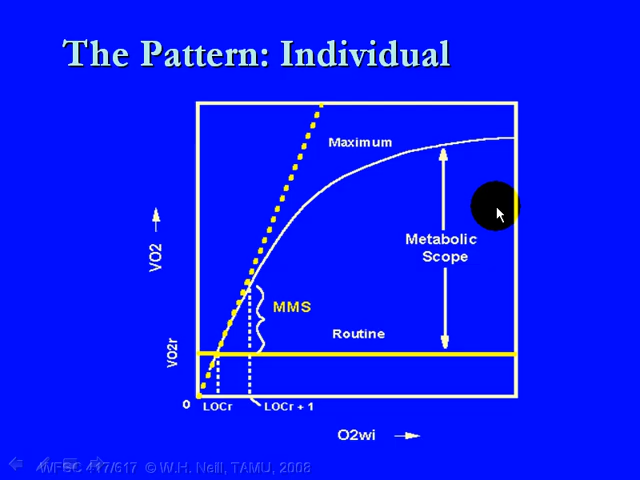 The Pattern: Individual
Maximum
VO2
Metabolic
Scope
MMS
Routine
VO2r
0
LOCr
LOCr + 1
O2wi
WFSC 417/617 © W.H. Neill, TAMU, 2008